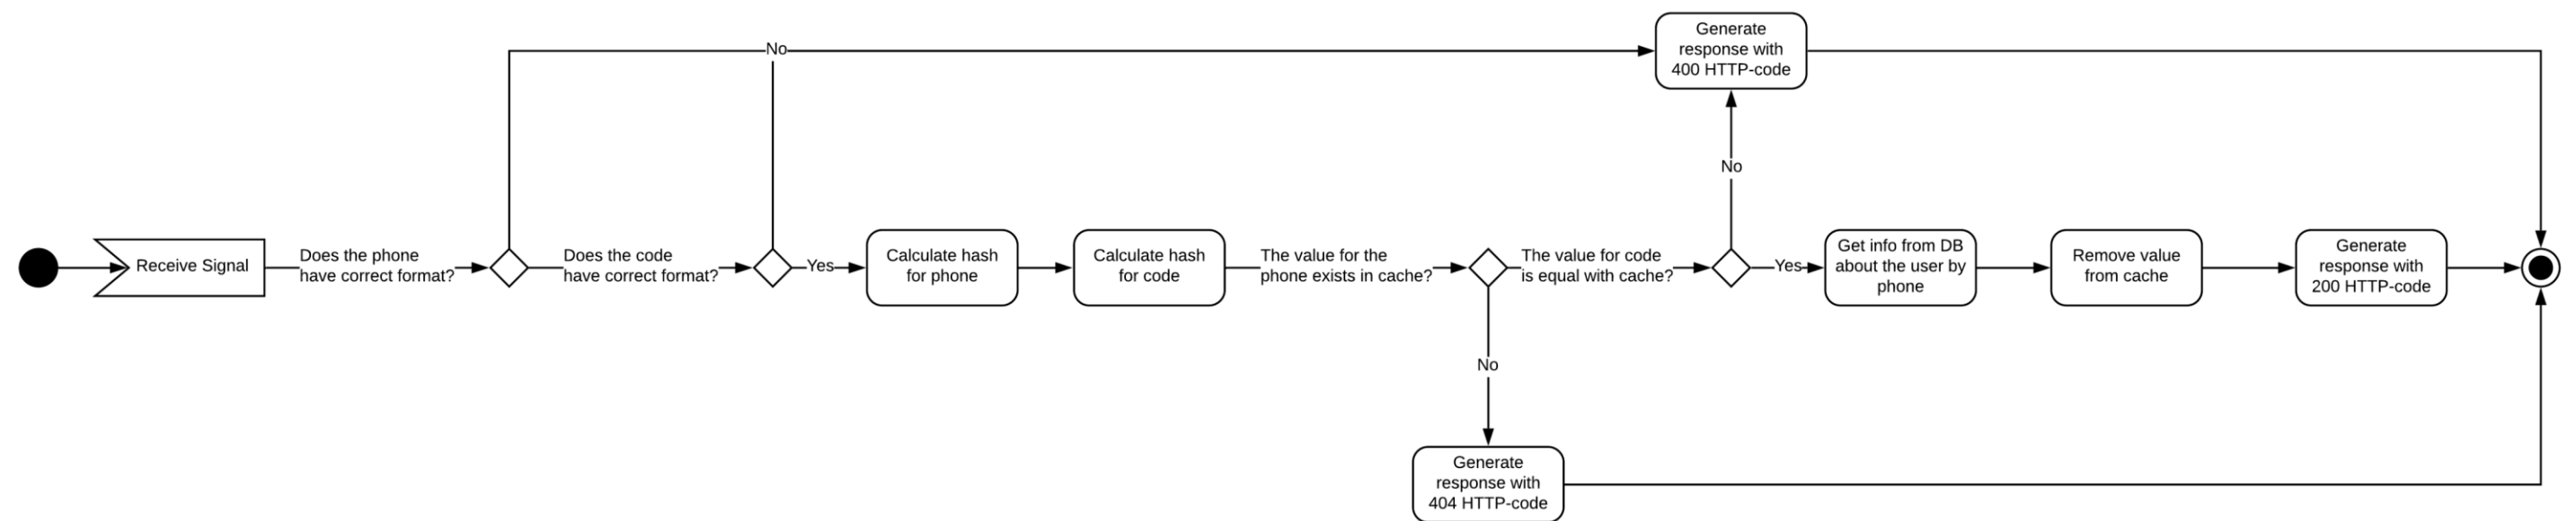 No
Generate
response with
400 HTTP-code
No
Receive Signal
Does the phone
have correct format?
Does the code
have correct format?
Yes
Calculate hash
for phone
Calculate hash
for code
The value for the
phone exists in cache?
The value for code
is equal with cache?
Yes
Get info from DB
about the user by
phone
Remove value
from cache
Generate
response with
200 HTTP-code
No
Generate
response with
404 HTTP-code